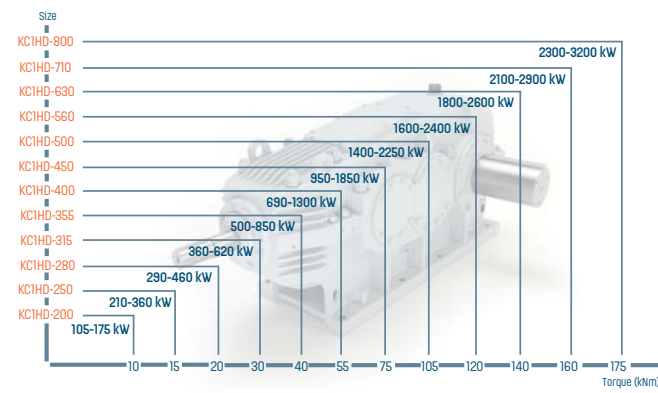 Size
KC1HD-800
2300-3200 kW
KC1HD-710
2100-2900 kW
KC1HD-630
1800-2600 kW
KC1HD-560
1600-2400 kW
KC1HD-500
1400-2250 kW
KC1HD-450
950-1850 kW
KC1HD-400
690-1300 kW
KC1HD-355
500-850 kW
KC1HD-315
360-620 kW
KC1HD-280
290-460 kW
KC1HD-250
210-360 kW
KC1HD-200
105-175 kW
10 15 20 30 40 55 75 105 120 140 160 175
Torque (kNm)